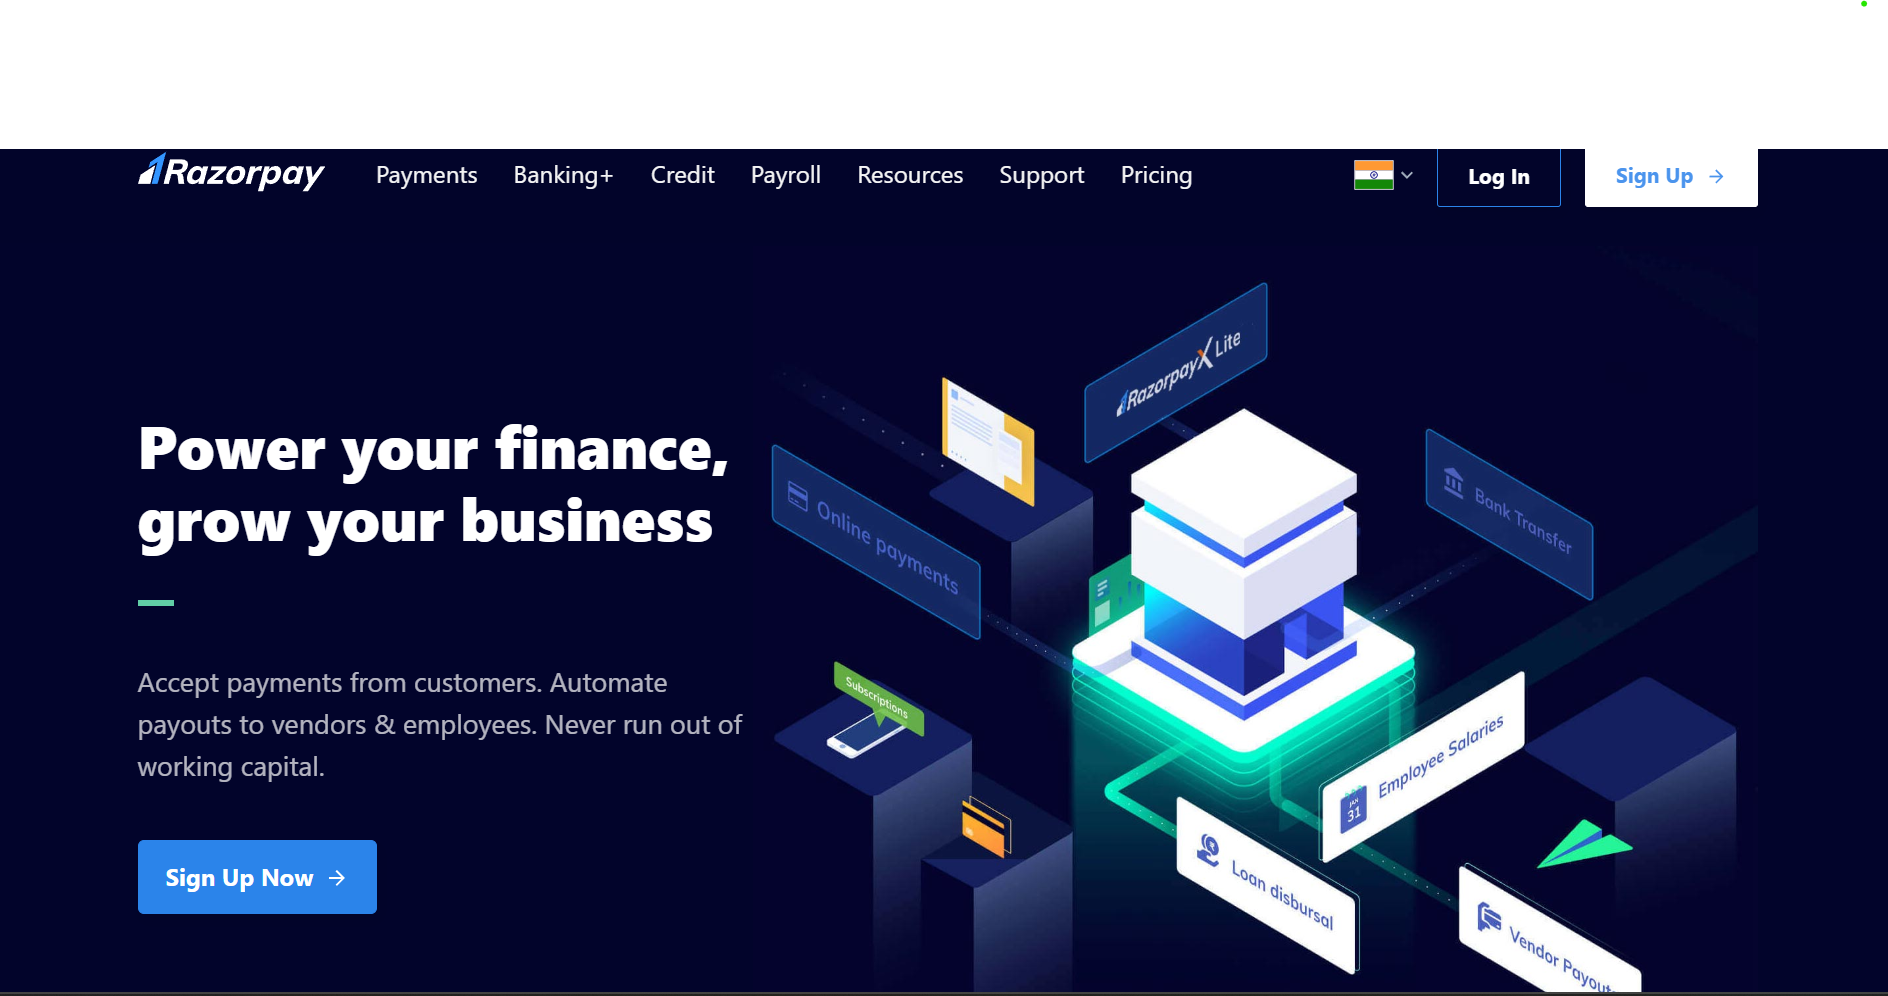 Razorpay
Payments
Banking+
Credit
Payroll
Resources
Support
Pricing
Log In
Sign Up
Power your finance,
grow your business
Accept payments from customers. Automate
payouts to vendors & employees. Never run out of
working capital.
Sign Up Now
RazorpayX Lite
Online payments
Bank Transfer
Subscriptions
Employee Salaries
JAN
31
Loan disbursal
Vendor Payouts